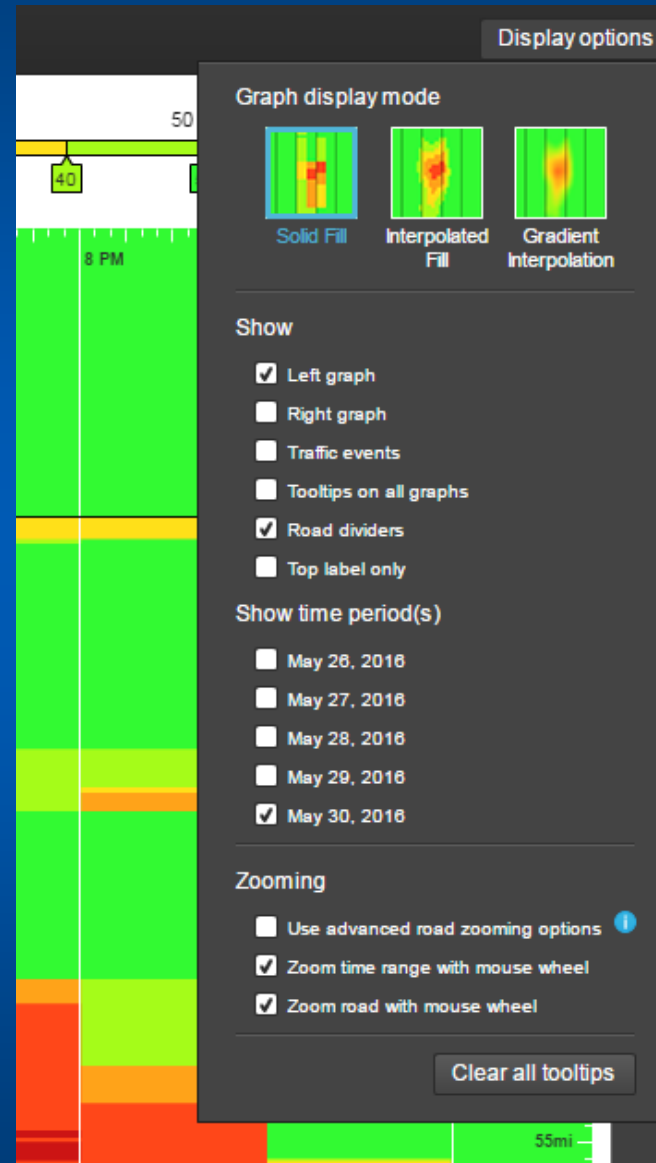 Display options
Graph display mode
50
40
Solid Fill
Interpolated
Fill
Gradient
Interpolation
8 PM
Show
Left graph
Right graph
Traffic events
Tooltips on all graphs
Road dividers
Top label only
Show time period(s)
May 26, 2016
May 27, 2016
May 28, 2016
May 29, 2016
May 30, 2016
Zooming
Use advanced road zooming options
Zoom time range with mouse wheel
Zoom road with mouse wheel
Clear all tooltips
55mi